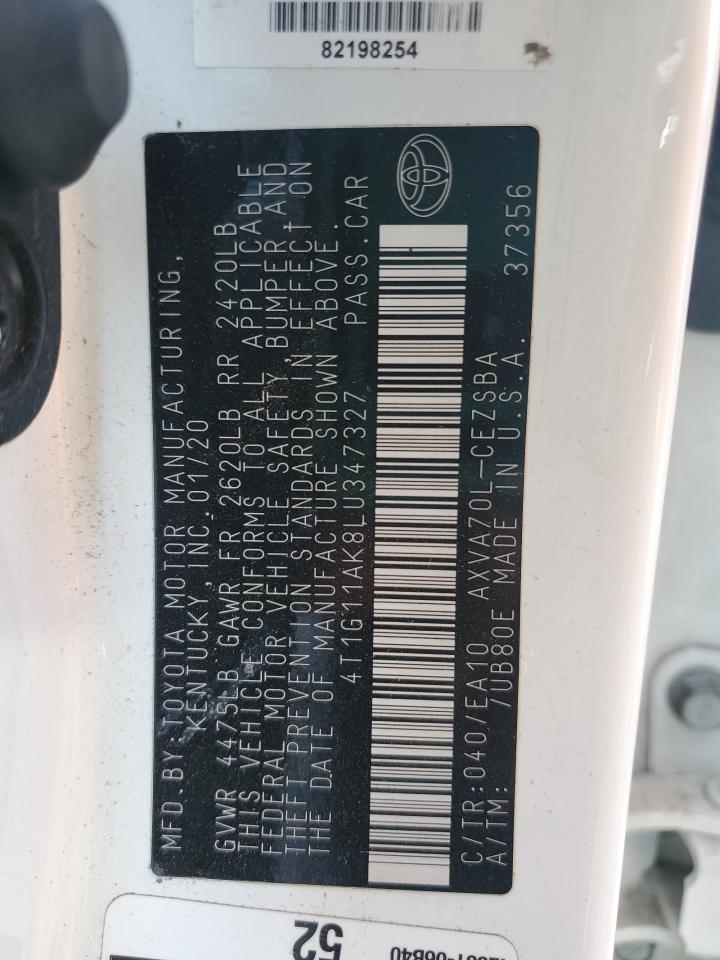 82198254
MFD.BY:TOYOTA MOTOR MANUFACTURING,
KENTUCKY, INC.01/20
GVWR 4475LB GAWR FR 2620LB RR 2420LB
THIS VEHICLE CONFORMS TO ALL APPLICABLE
FEDERAL MOTOR VEHICLE SAFETY, BUMPER, AND
THEFT PREVENTION STANDARDS IN EFFECT ON
THE DATE OF MANUFACTURE SHOWN ABOVE.
4T1G11AK8LU347327 PASS.CAR
C/TR:040/EA10 AXVA70L-CEZSBA
A/TM: /UB80E MADE IN U.S.A. 37356
52